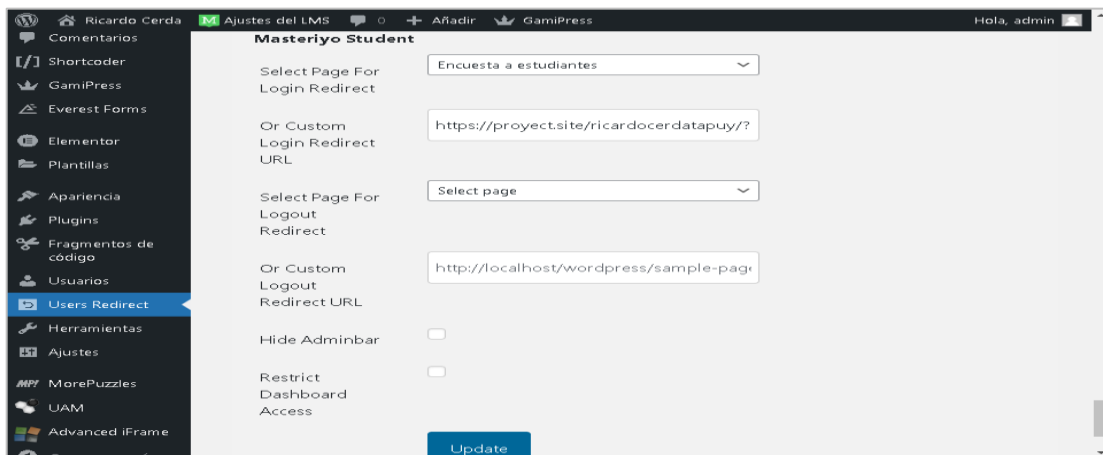 Ricardo Cerda M Ajustes del LMS 0 + Añadir GamiPress Hola, admin
Comentarios
[/] Shortcoder
GamiPress
Everest Forms
Elementor
Plantillas
Apariencia
Plugins
Fragmentos de
código
Usuarios
Users Redirect
Herramientas
Ajustes
MP! MorePuzzles
UAM
Advanced iFrame
Masteriyo Student
Select Page For
Login Redirect
Encuesta a estudiantes
Or Custom
Login Redirect
URL
https://proyect.site/ricardocerdatapuy/?
Select Page For
Logout
Redirect
Select page
Or Custom
Logout
Redirect URL
http://localhost/wordpress/sample-page
Hide Adminbar
Restrict
Dashboard
Access
Update